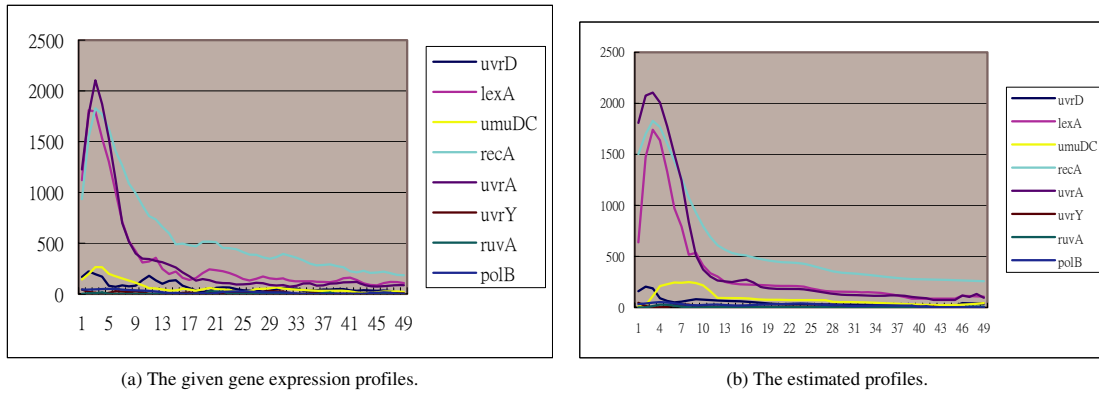 2500
2000
1500
1000
500
0
1 5 9 13 17 21 25 29 33 37 41 45 49
uvrD
lexA
umuDC
recA
uvrA
uvrY
ruvA
polB
(a) The given gene expression profiles.
2500
2000
1500
1000
500
0
1 4 7 10 13 16 19 22 25 28 31 34 37 40 43 46 49
uvrD
lexA
umuDC
recA
uvrA
uvrY
ruvA
polB
(b) The estimated profiles.